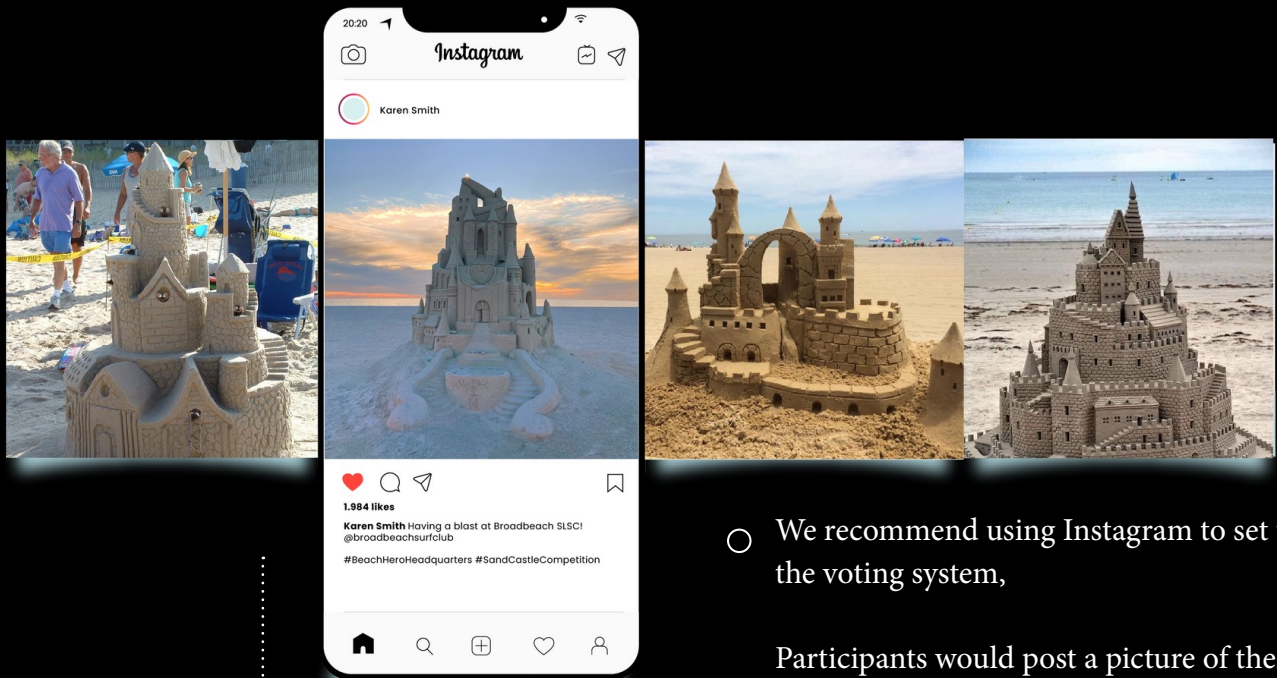 20:20
Instagram
Karen Smith
1.984 likes
Karen Smith Having a blast at Broadbeach SLSC!
@broadbeachsurfclub
#BeachHeroHeadquarters #SandCastleCompetition
We recommend using Instagram to set
the voting system,
Participants would post a picture of the